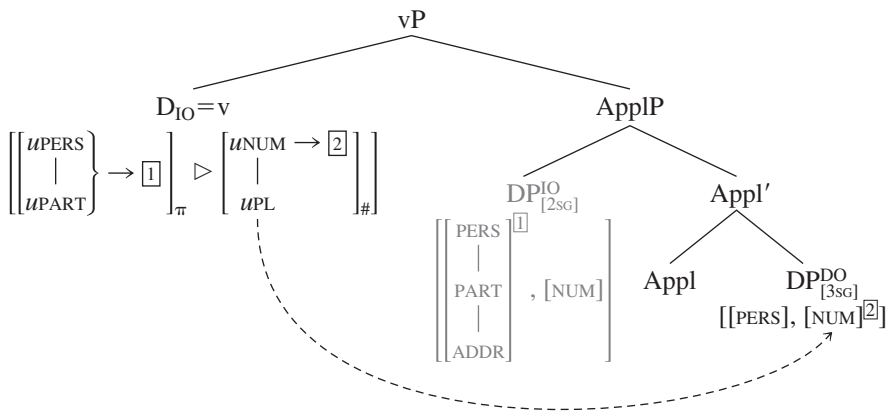 vP
D_IO=v ApplP
[[[uPERS | uPART} → 1]π ▷ [uNUM → 2 | uPL]#]
DP^IO_[2SG] Appl′
[[PERS | PART | ADDR]^1 , [NUM]]
Appl DP^DO_[3SG]
[[PERS], [NUM]^2]